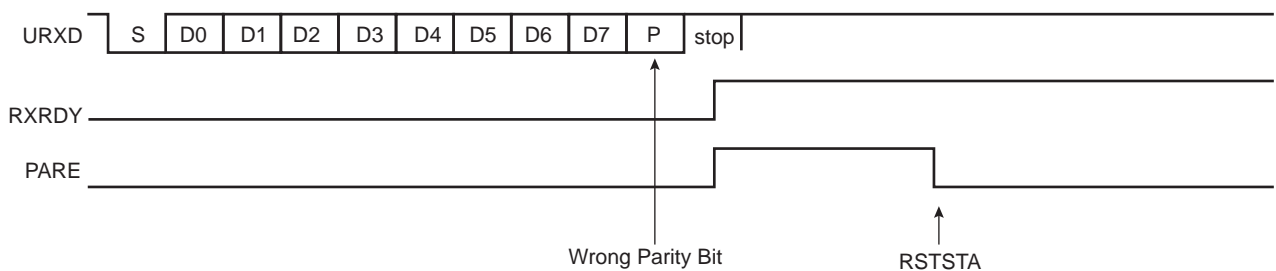 URXD S D0 D1 D2 D3 D4 D5 D6 D7 P stop
RXRDY
PARE
Wrong Parity Bit RSTSTA